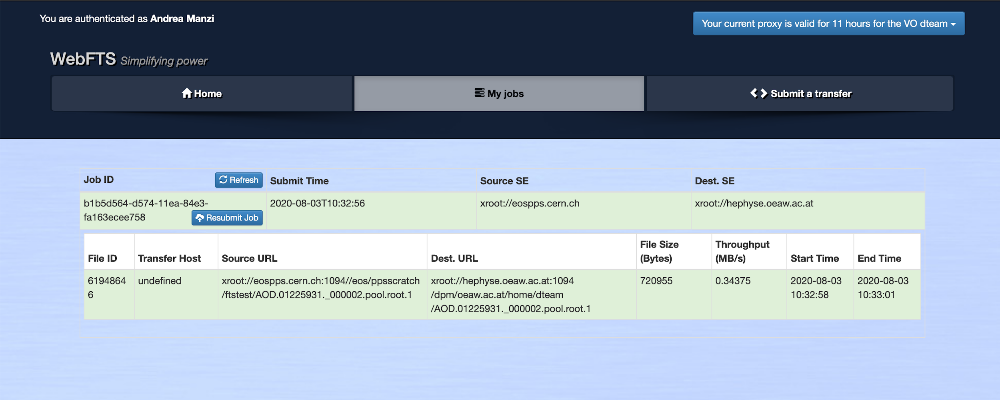 You are authenticated as Andrea Manzi
Your current proxy is valid for 11 hours for the VO dteam
WebFTS Simplifying power
Home
My jobs
Submit a transfer
Job ID
Refresh
Submit Time
Source SE
Dest. SE
b1b5d564-d574-11ea-84e3-
fa163ecee758
Resubmit Job
2020-08-03T10:32:56
xroot://eospps.cern.ch
xroot://hephyse.oeaw.ac.at
File ID
Transfer Host
Source URL
Dest. URL
File Size
(Bytes)
Throughput
(MB/s)
Start Time
End Time
6194864
6
undefined
xroot://eospps.cern.ch:1094//eos/ppsscratch
/ftstest/AOD.01225931._000002.pool.root.1
xroot://hephyse.oeaw.ac.at:1094
/dpm/oeaw.ac.at/home/dteam
/AOD.01225931._000002.pool.root.1
720955
0.34375
2020-08-03
10:32:58
2020-08-03
10:33:01